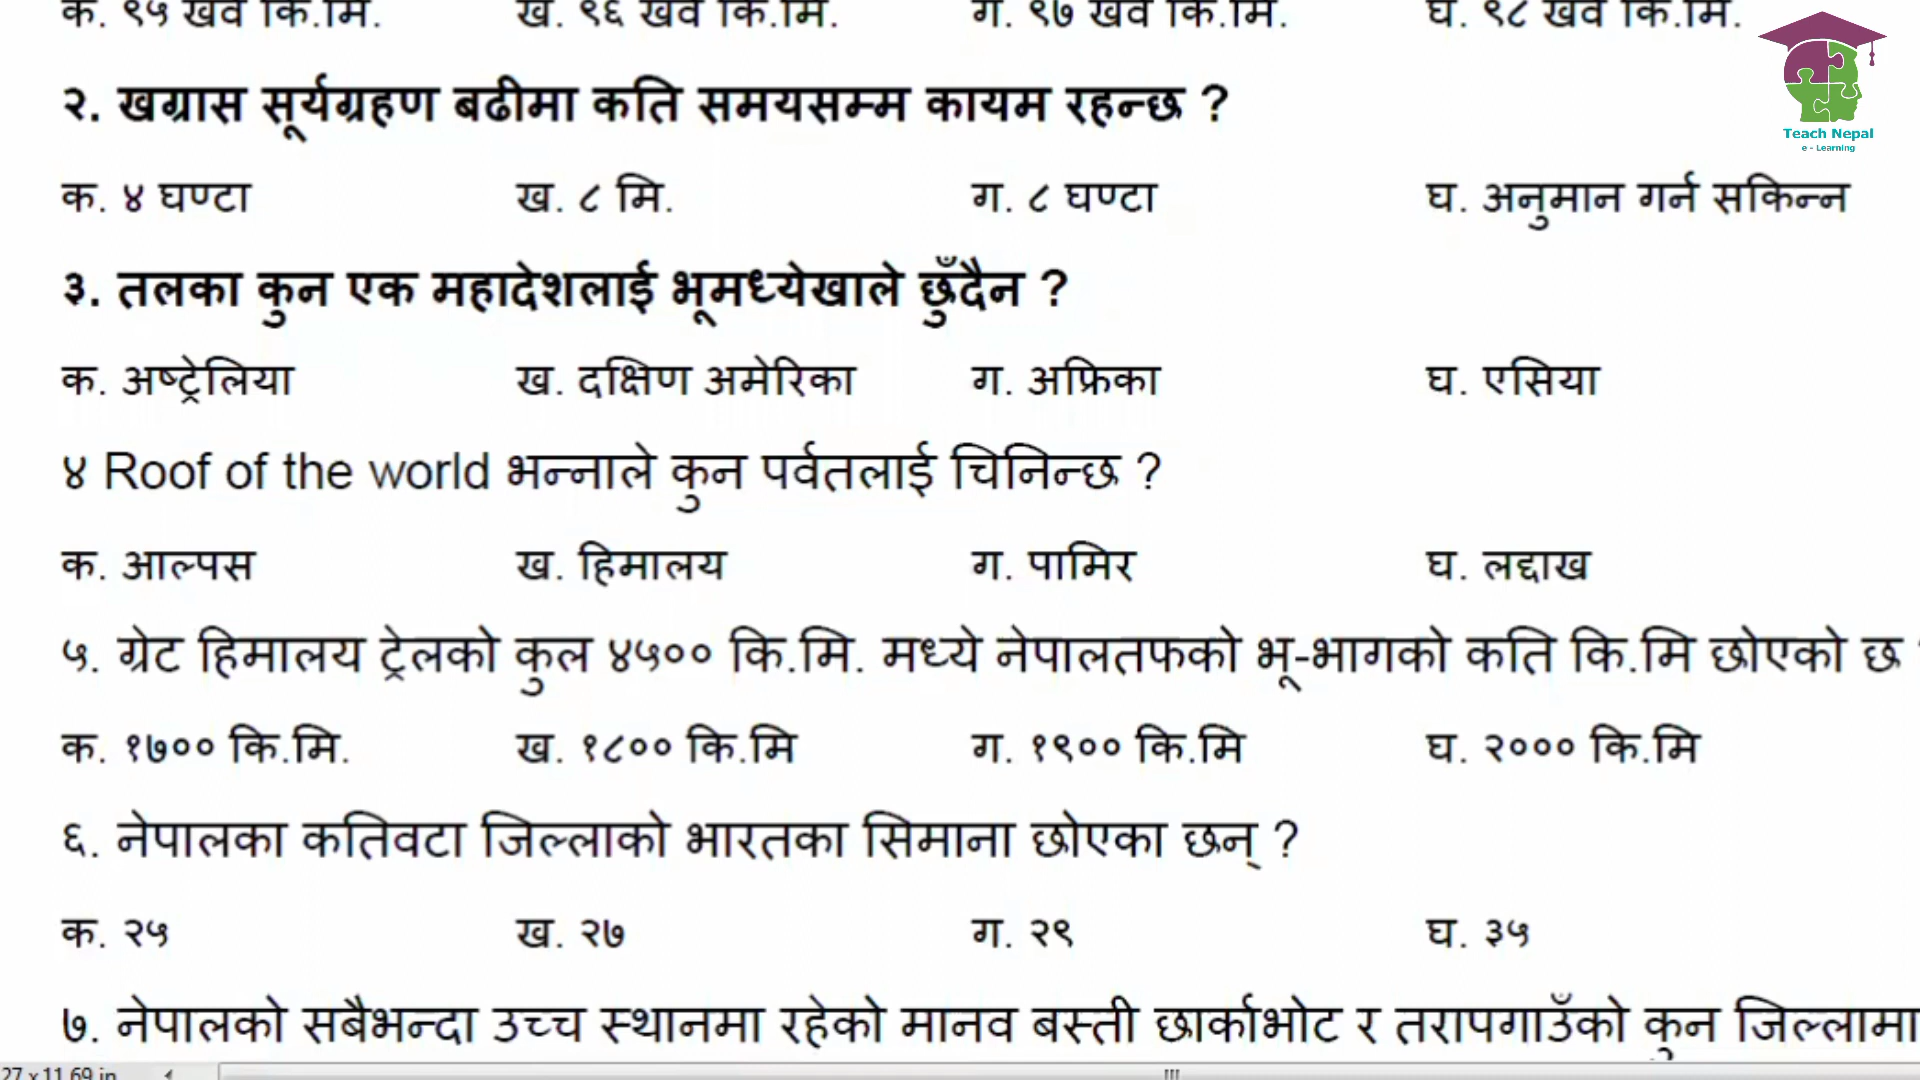 क. ९५ खर्व कि.मि. ख. ९६ खर्व कि.मि. ग. ९७ खर्व कि.मि. घ. ९८ खर्व कि.मि.
Teach Nepal
e - Learning
२. खग्रास सूर्यग्रहण बढीमा कति समयसम्म कायम रहन्छ ?
क. ४ घण्टा ख. ८ मि. ग. ८ घण्टा घ. अनुमान गर्न सकिन्न
३. तलका कुन एक महादेशलाई भूमध्येखाले छुँदैन ?
क. अष्ट्रेलिया ख. दक्षिण अमेरिका ग. अफ्रिका घ. एसिया
४ Roof of the world भन्नाले कुन पर्वतलाई चिनिन्छ ?
क. आल्पस ख. हिमालय ग. पामिर घ. लद्दाख
५. ग्रेट हिमालय ट्रेलको कुल ४५०० कि.मि. मध्ये नेपालतफको भू-भागको कति कि.मि छोएको छ
क. १७०० कि.मि. ख. १८०० कि.मि ग. १९०० कि.मि घ. २००० कि.मि
६. नेपालका कतिवटा जिल्लाको भारतका सिमाना छोएका छन् ?
क. २५ ख. २७ ग. २९ घ. ३५
७. नेपालको सबैभन्दा उच्च स्थानमा रहेको मानव बस्ती छार्काभोट र तरापगाउँको कुन जिल्लामा
27 x 11.69 in